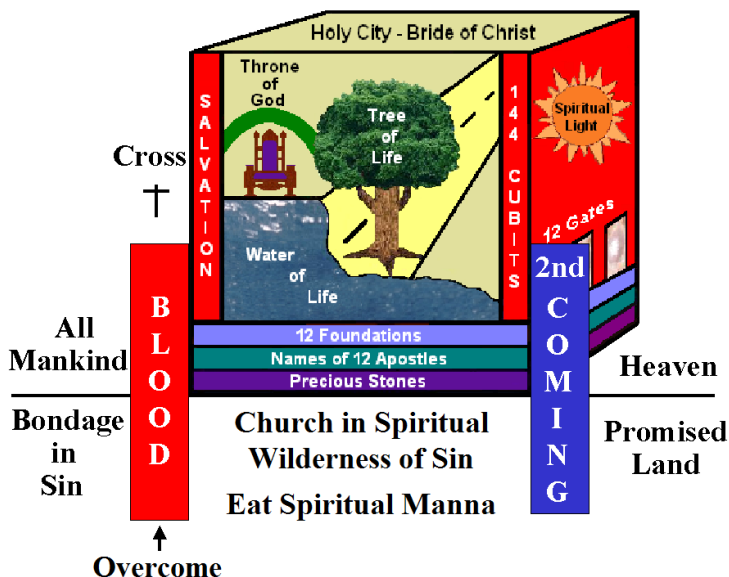 Holy City - Bride of Christ
Throne
of
God
SALVATION
Tree
of
Life
144 CUBITS
Spiritual
Light
Cross
12 Gates
Water
of
Life
BLOOD
2nd
COMING
12 Foundations
Names of 12 Apostles
Precious Stones
All
Mankind
Heaven
Bondage
in
Sin
Church in Spiritual
Wilderness of Sin
Eat Spiritual Manna
Promised
Land
Overcome